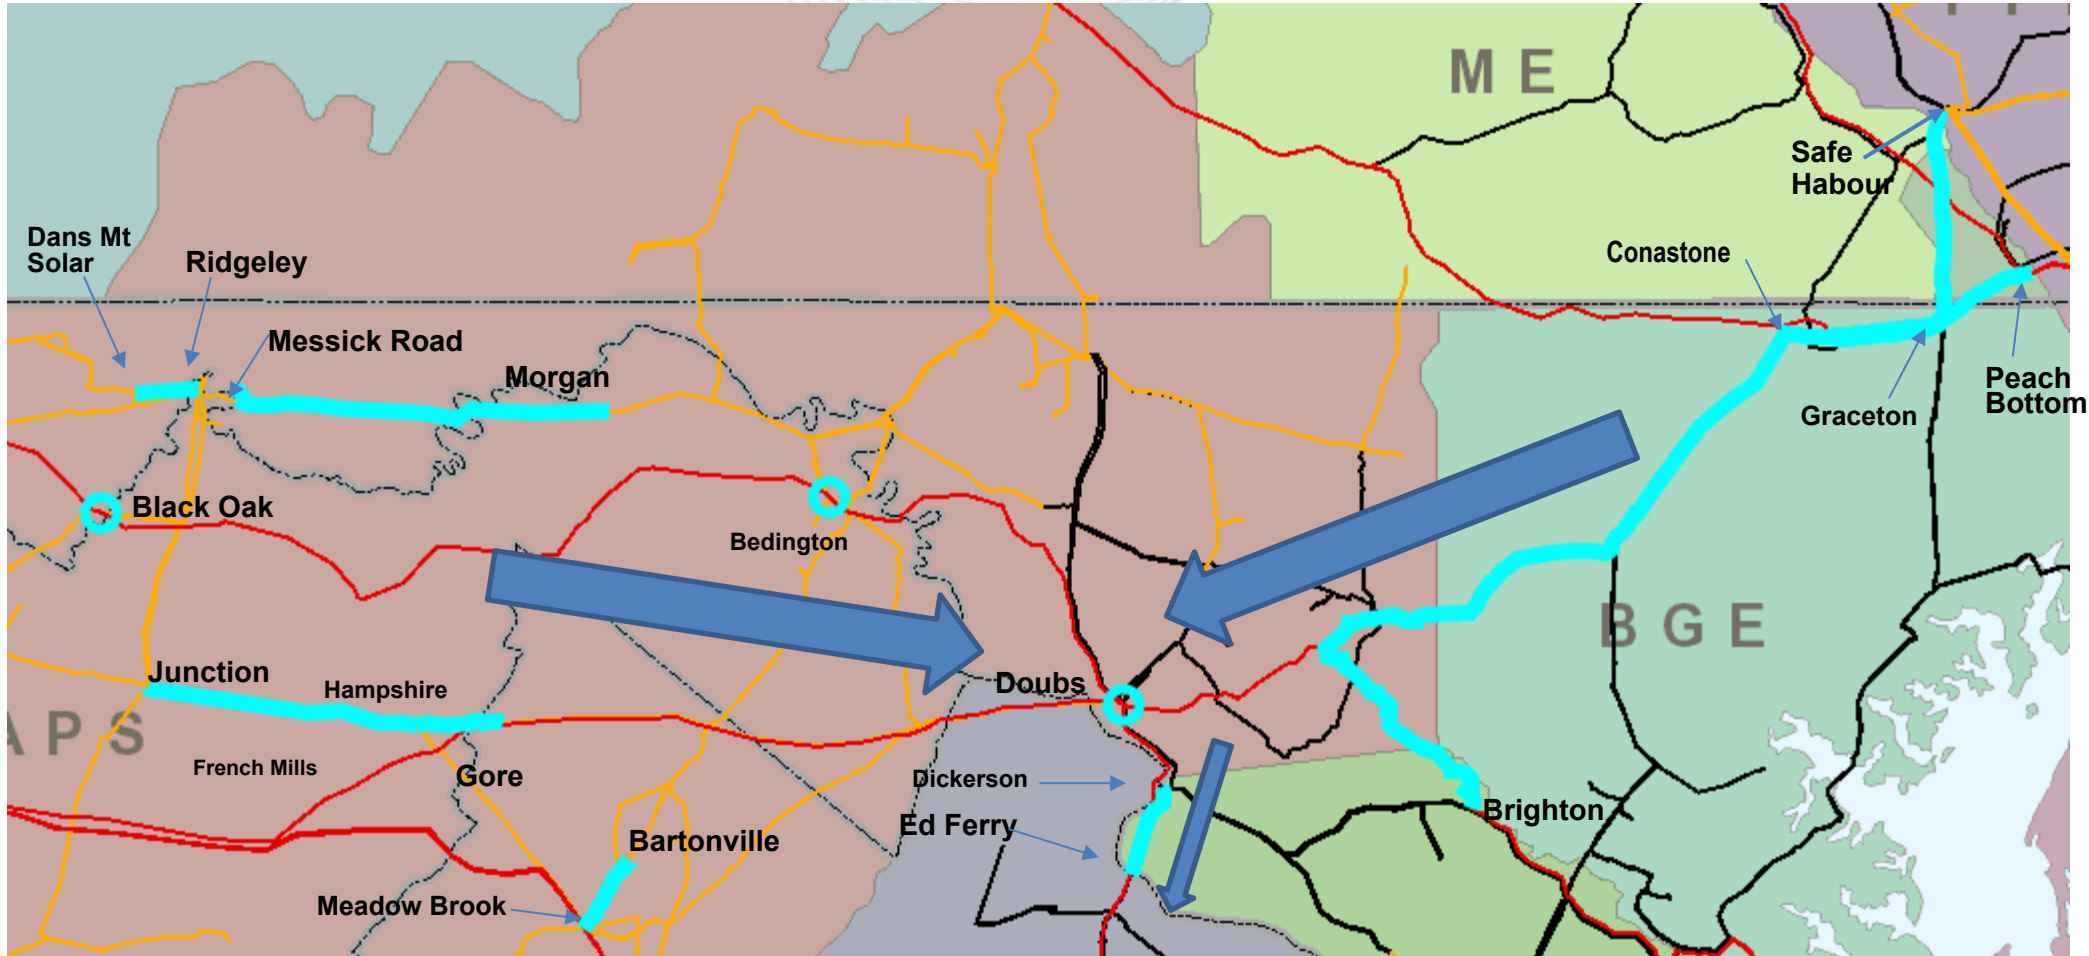 M E
Safe
Habour
Dans Mt
Solar
Ridgeley
Conastone
Messick Road
Morgan
Peach
Bottom
Graceton
Black Oak
Bedington
B G E
Junction
Hampshire
Doubs
A P S
French Mills
Gore
Dickerson
Ed Ferry
Brighton
Bartonville
Meadow Brook